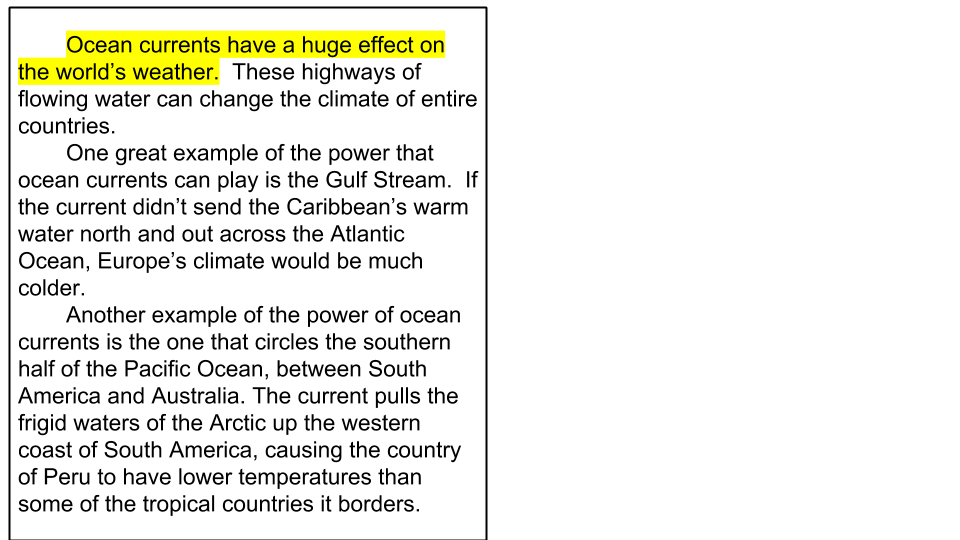 Ocean currents have a huge effect on
the world’s weather.  These highways of
flowing water can change the climate of entire
countries.
One great example of the power that
ocean currents can play is the Gulf Stream.  If
the current didn’t send the Caribbean’s warm
water north and out across the Atlantic
Ocean, Europe’s climate would be much
colder.
Another example of the power of ocean
currents is the one that circles the southern
half of the Pacific Ocean, between South
America and Australia. The current pulls the
frigid waters of the Arctic up the western
coast of South America, causing the country
of Peru to have lower temperatures than
some of the tropical countries it borders.